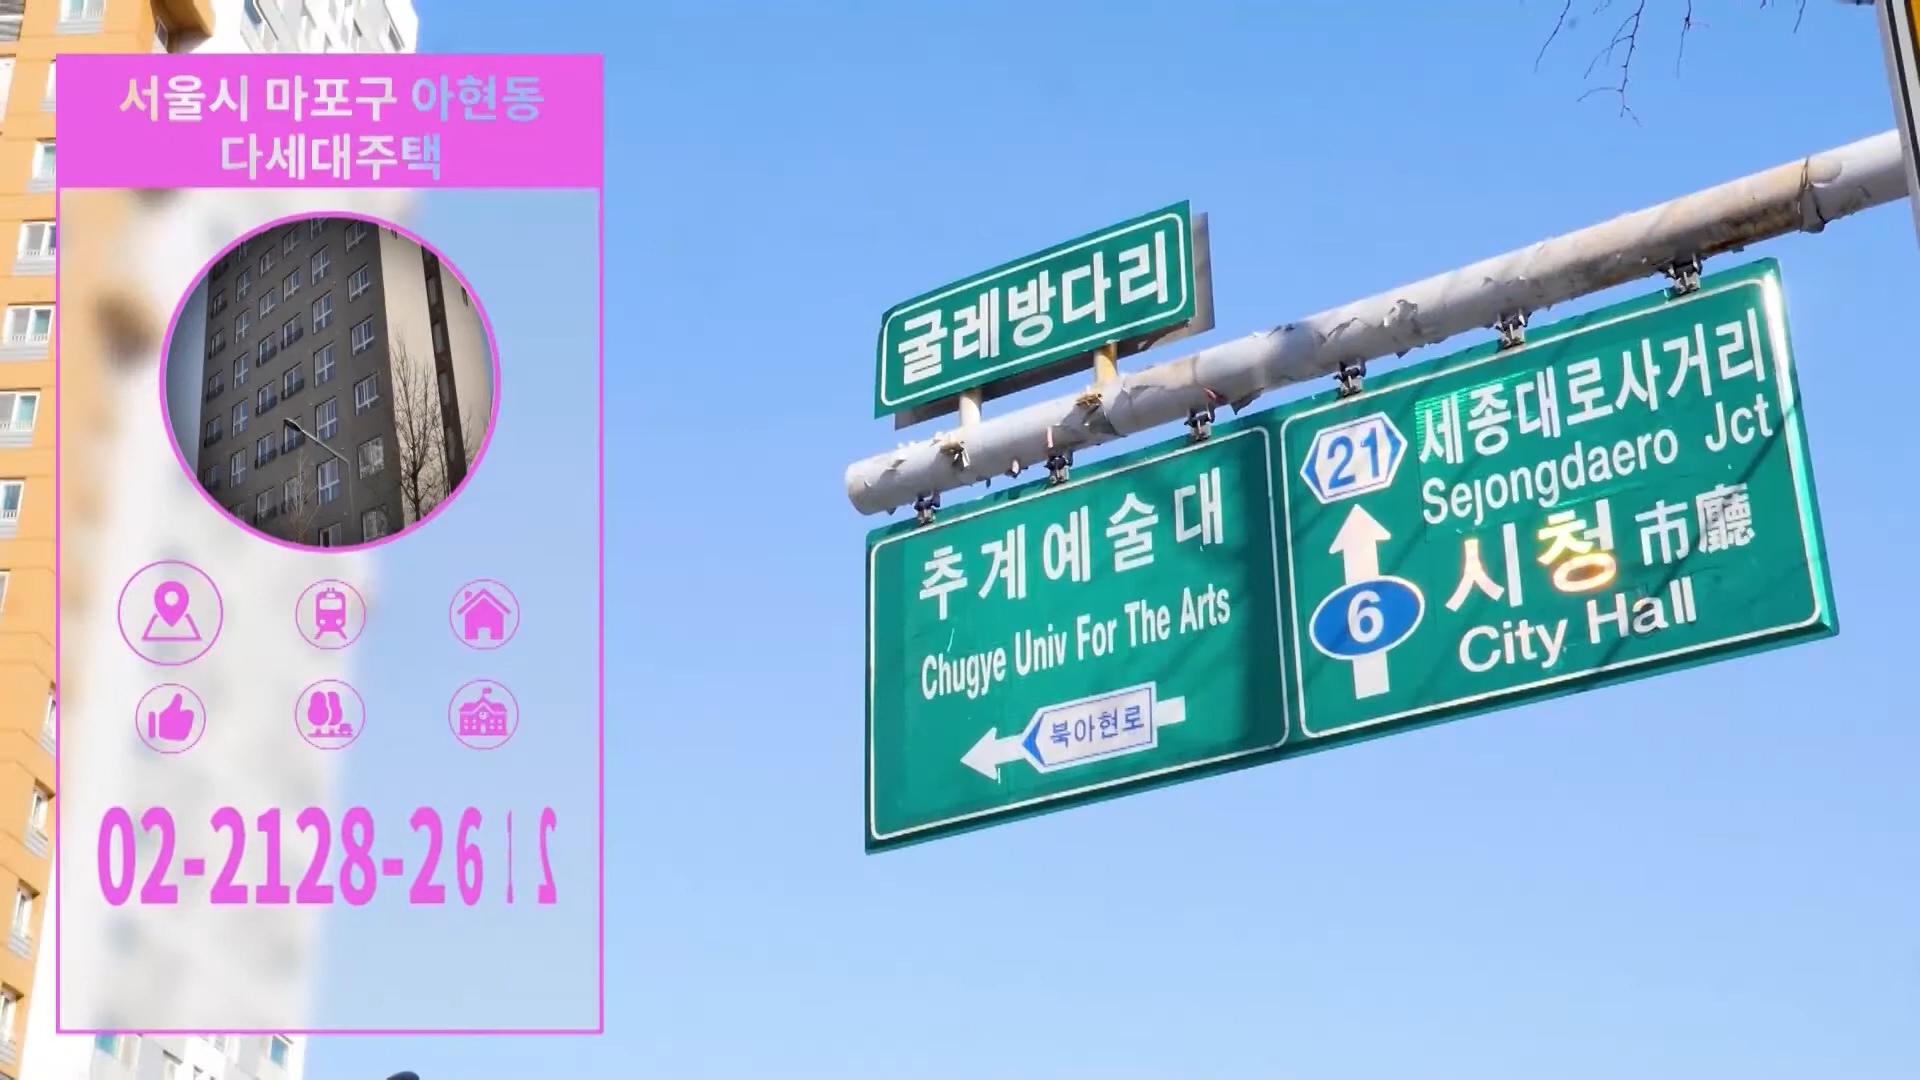 서울시 마포구 아현동
다세대주택
02-2128-26
굴레방다리
추계예술대
Chugye Univ For The Arts
북아현로
21
세종대로사거리
Sejongdaero Jct
6
시청 市廳
City Hall